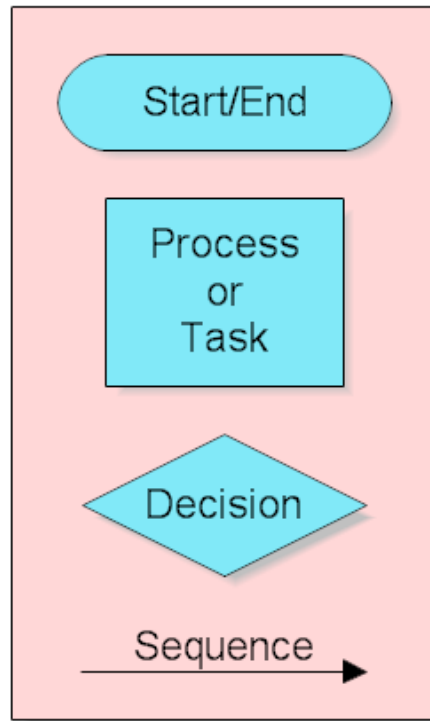 Start/End
Process
or
Task
Decision
Sequence